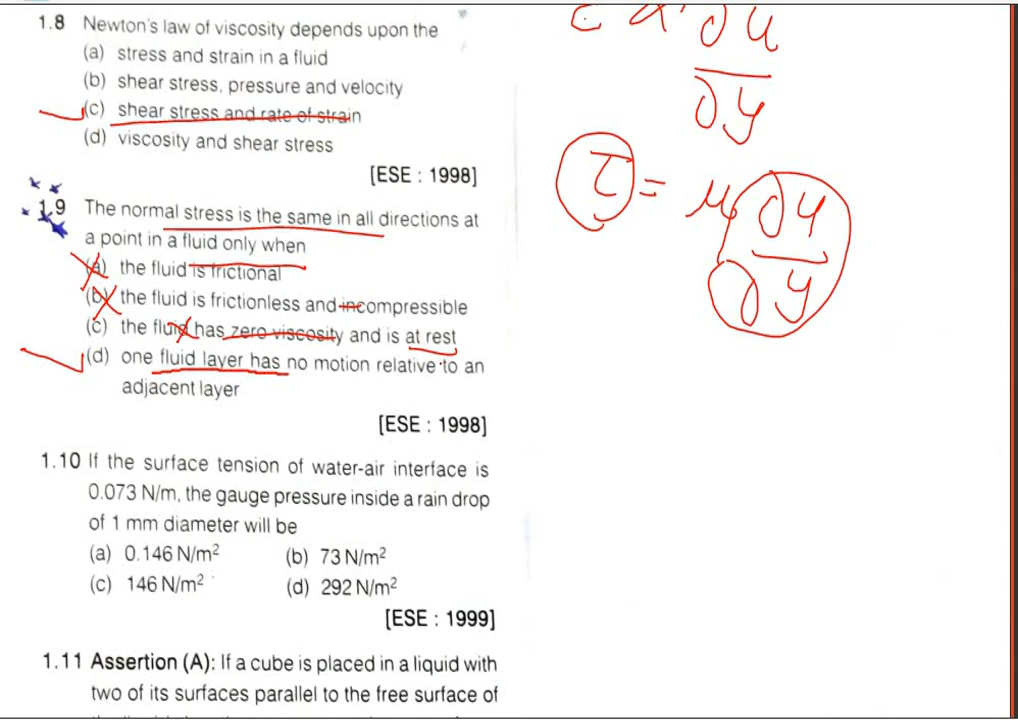 1.8 Newton's law of viscosity depends upon the
(a) stress and strain in a fluid
(b) shear stress, pressure and velocity
(c) shear stress and rate of strain
(d) viscosity and shear stress
[ESE : 1998]
1.9 The normal stress is the same in all directions at
a point in a fluid only when
(a) the fluid is frictional
(b) the fluid is frictionless and incompressible
(c) the fluid has zero viscosity and is at rest
(d) one fluid layer has no motion relative to an
adjacent layer
[ESE : 1998]
1.10 If the surface tension of water-air interface is
0.073 N/m, the gauge pressure inside a rain drop
of 1 mm diameter will be
(a) 0.146 N/m² (b) 73 N/m²
(c) 146 N/m² (d) 292 N/m²
[ESE : 1999]
1.11 Assertion (A): If a cube is placed in a liquid with
two of its surfaces parallel to the free surface of
∂u
∂y
τ = μ ∂u
∂y